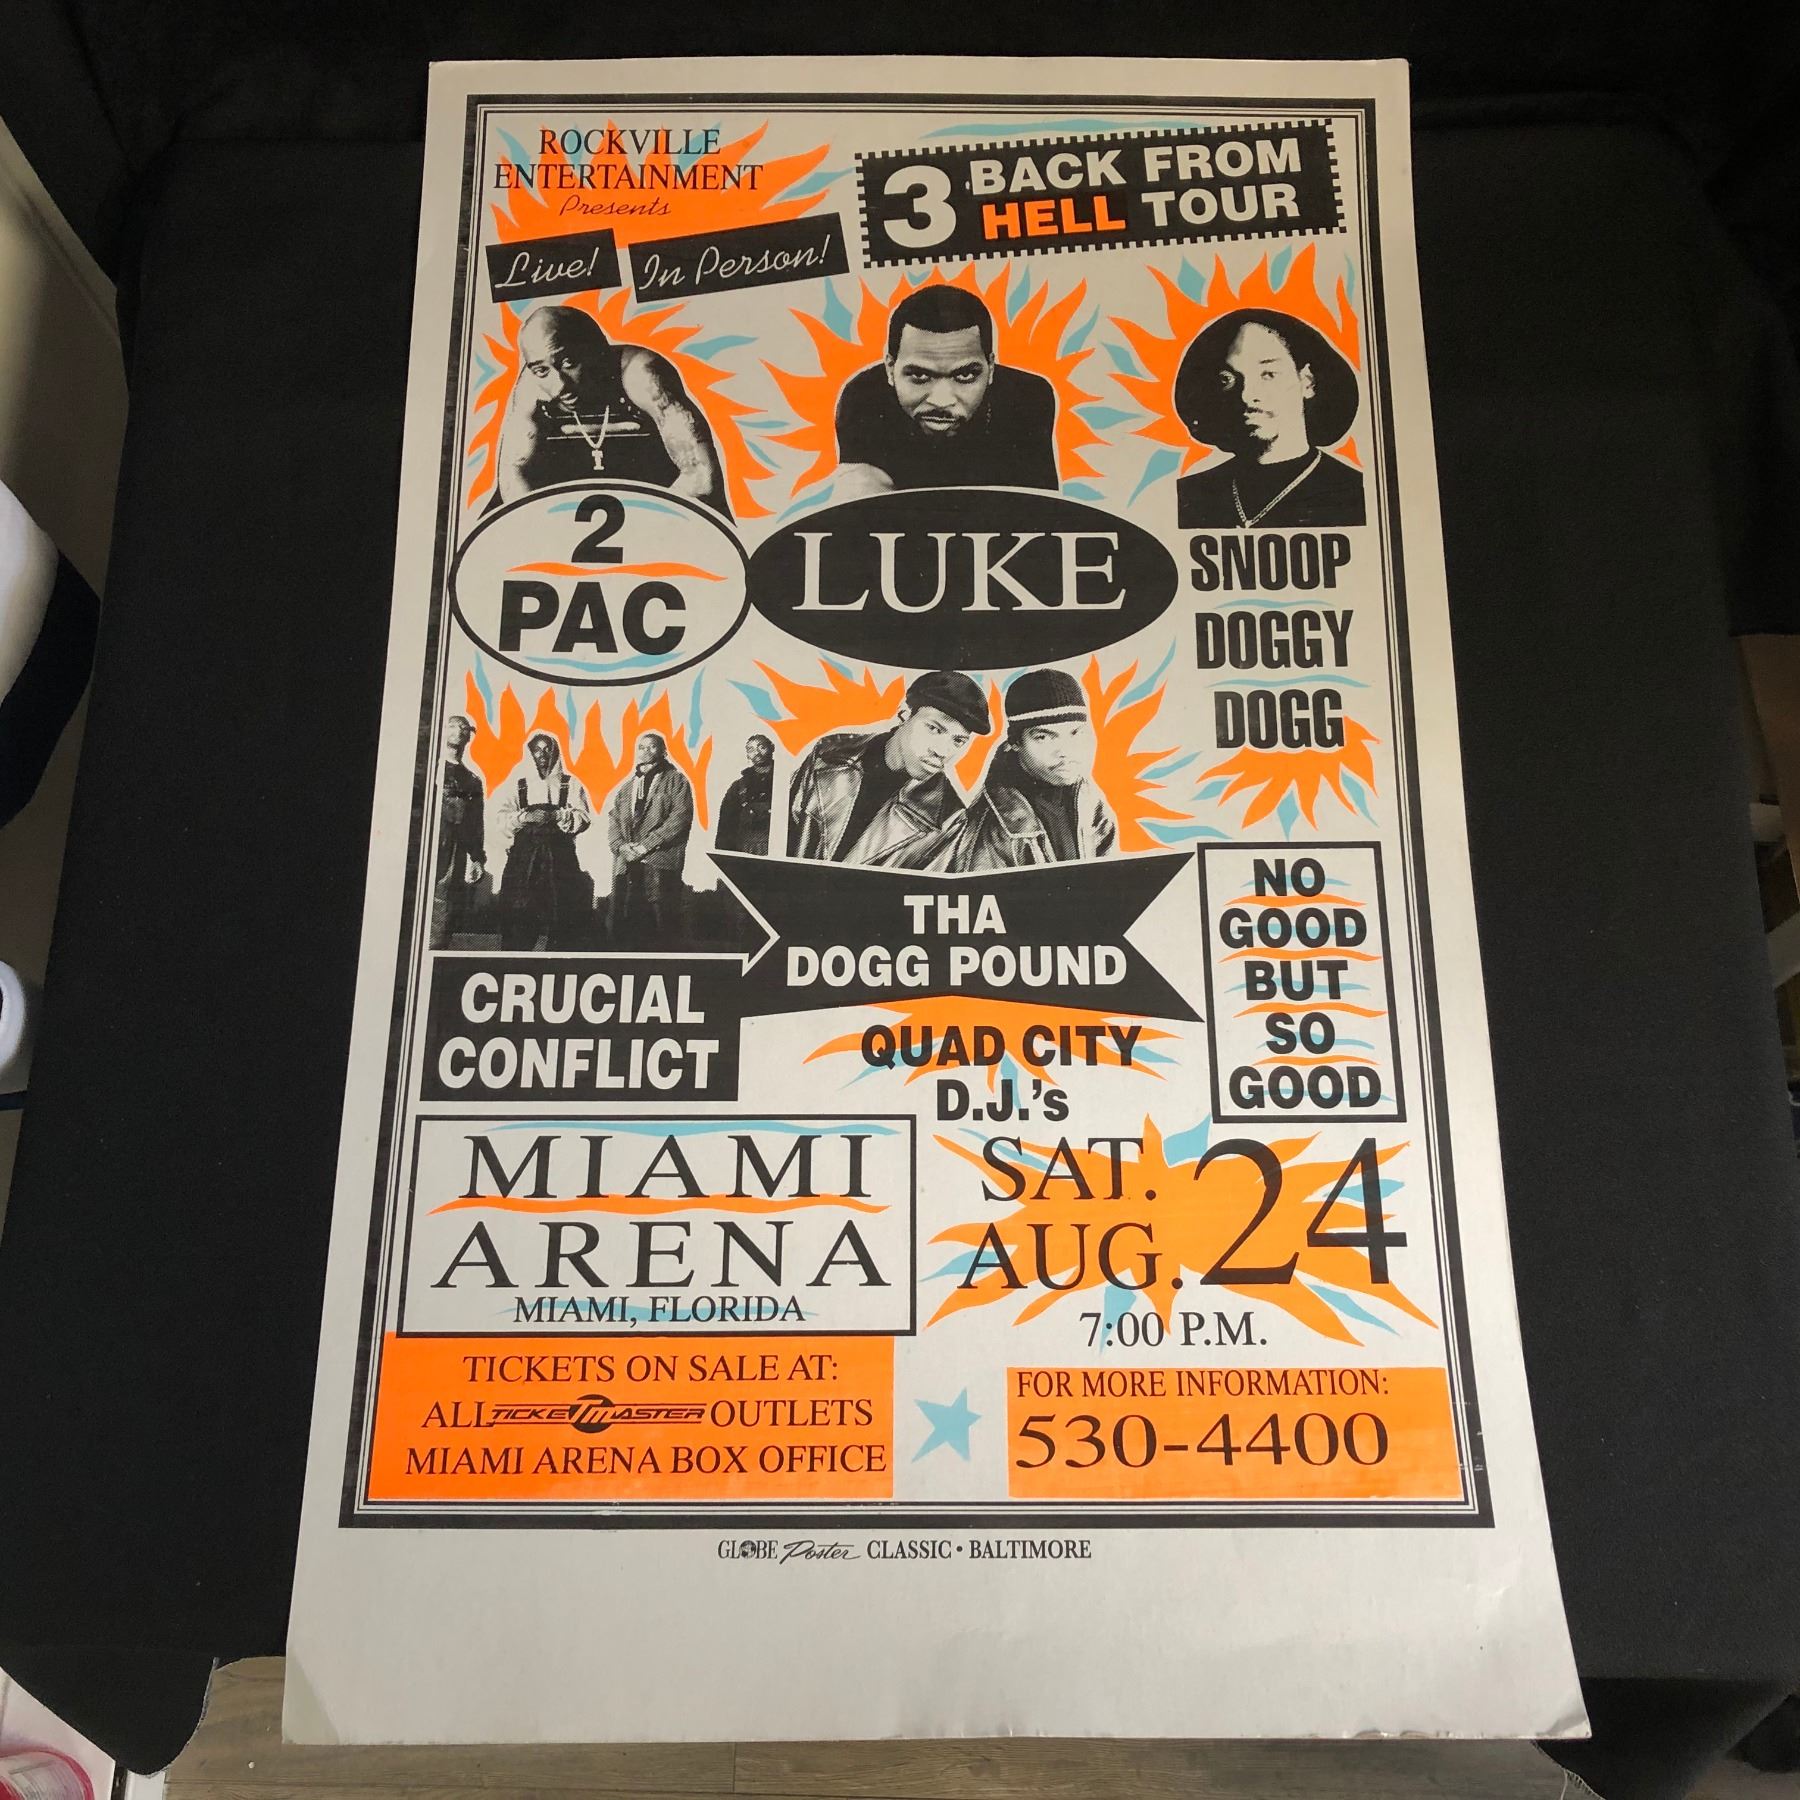 ROCKVILLE
ENTERTAINMENT
Presents
Live! In Person!
3 BACK FROM
HELL TOUR
2
PAC
LUKE
SNOOP
DOGGY
DOGG
CRUCIAL
CONFLICT
THA
DOGG POUND
QUAD CITY
D.J.'s
NO
GOOD
BUT
SO
GOOD
MIAMI
ARENA
MIAMI, FLORIDA
SAT.
AUG. 24
7:00 P.M.
TICKETS ON SALE AT:
ALL TICKETMASTER OUTLETS
MIAMI ARENA BOX OFFICE
FOR MORE INFORMATION:
530-4400
GLOBE Poster CLASSIC • BALTIMORE